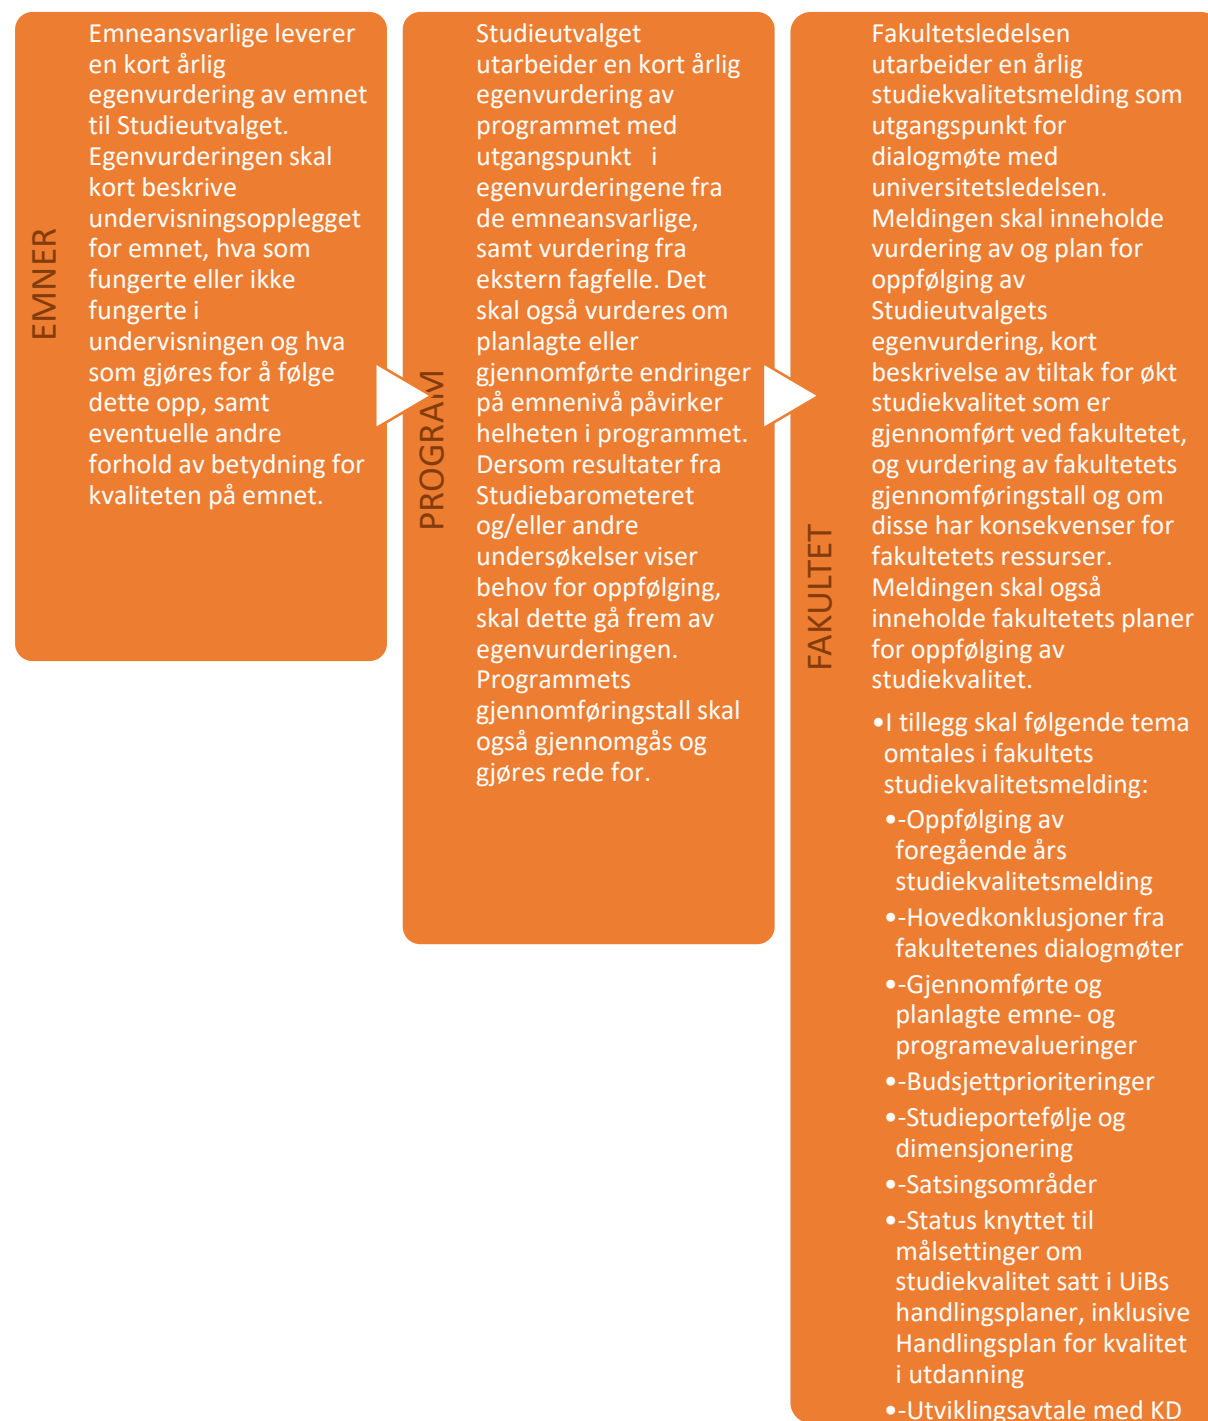 EMNER
Emneansvarlige leverer
en kort årlig
egenvurdering av emnet
til Studieutvalget.
Egenvurderingen skal
kort beskrive
undervisningsopplegget
for emnet, hva som
fungerte eller ikke
fungerte i
undervisningen og hva
som gjøres for å følge
dette opp, samt
eventuelle andre
forhold av betydning for
kvaliteten på emnet.
PROGRAM
Studieutvalget
utarbeider en kort årlig
egenvurdering av
programmet med
utgangspunkt i
egenvurderingene fra
de emneansvarlige,
samt vurdering fra
ekstern fagfelle. Det
skal også vurderes om
planlagte eller
gjennomførte endringer
på emnenivå påvirker
helheten i programmet.
Dersom resultater fra
Studiebarometeret
og/eller andre
undersøkelser viser
behov for oppfølging,
skal dette gå frem av
egenvurderingen.
Programmets
gjennomføringstall skal
også gjennomgås og
gjøres rede for.
FAKULTET
Fakultetsledelsen
utarbeider en årlig
studiekvalitetsmelding som
utgangspunkt for
dialogmøte med
universitetsledelsen.
Meldingen skal inneholde
vurdering av og plan for
oppfølging av
Studieutvalgets
egenvurdering, kort
beskrivelse av tiltak for økt
studiekvalitet som er
gjennomført ved fakultetet,
og vurdering av fakultetets
gjennomføringstall og om
disse har konsekvenser for
fakultetets ressurser.
Meldingen skal også
inneholde fakultetets planer
for oppfølging av
studiekvalitet.
•I tillegg skal følgende tema
omtales i fakultets
studiekvalitetsmelding:
•-Oppfølging av
foregående års
studiekvalitetsmelding
•-Hovedkonklusjoner fra
fakultetenes dialogmøter
•-Gjennomførte og
planlagte emne- og
programevalueringer
•-Budsjettprioriteringer
•-Studieportefølje og
dimensjonering
•-Satsingsområder
•-Status knyttet til
målsettinger om
studiekvalitet satt i UiBs
handlingsplaner, inklusive
Handlingsplan for kvalitet
i utdanning
•-Utviklingsavtale med KD